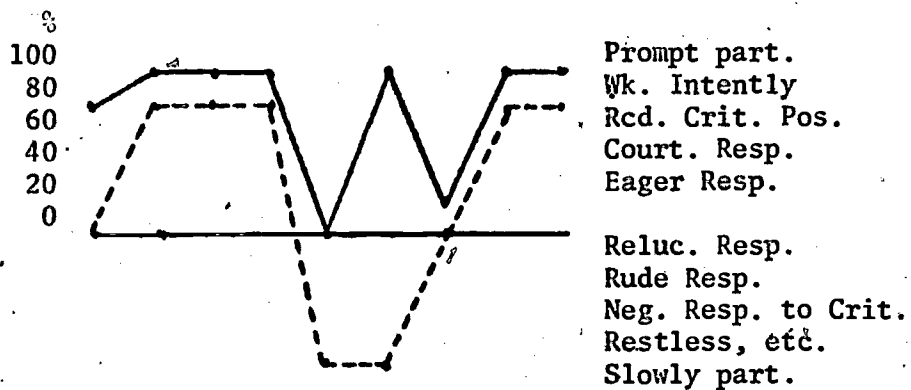 %
100
80
60
40
20
0
Prompt part.
Wk. Intently
Rcd. Crit. Pos.
Court. Resp.
Eager Resp.
Reluc. Resp.
Rude Resp.
Neg. Resp. to Crit.
Restless, etc.
Slowly part.